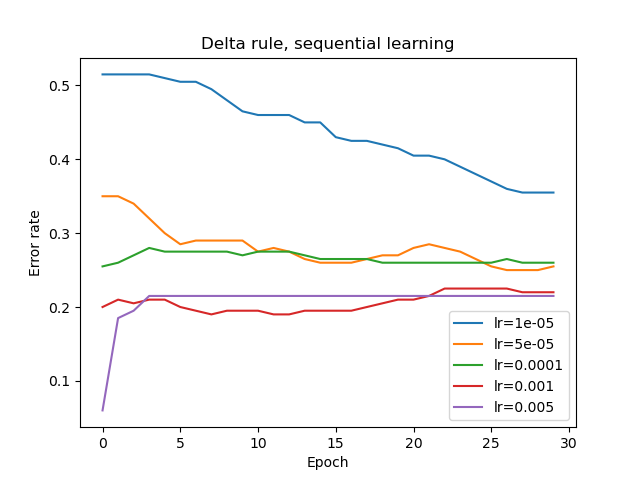 Delta rule, sequential learning
Error rate
0.5
0.4
0.3
0.2
0.1
0 5 10 15 20 25 30
Epoch
lr=1e-05
lr=5e-05
lr=0.0001
lr=0.001
lr=0.005